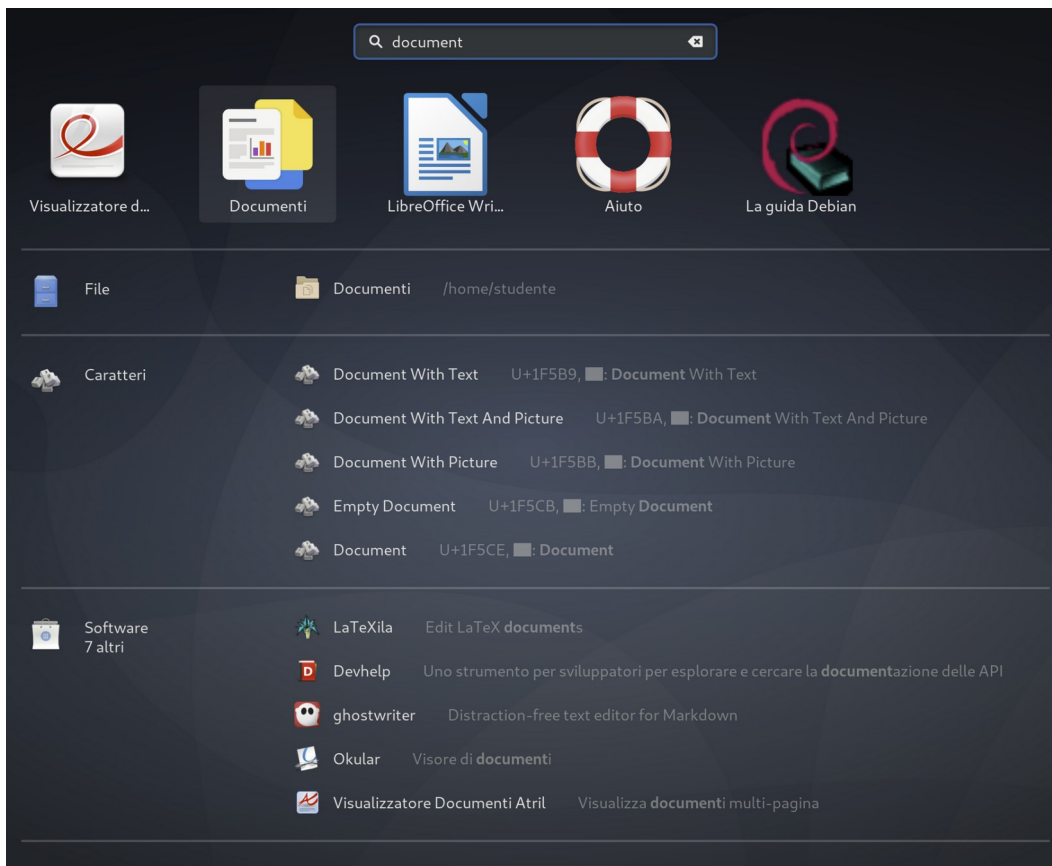 document
Visualizzatore d...
Documenti
LibreOffice Wri...
Aiuto
La guida Debian
File
Documenti /home/studente
Caratteri
Document With Text U+1F5B9, : Document With Text
Document With Text And Picture U+1F5BA, : Document With Text And Picture
Document With Picture U+1F5BB, : Document With Picture
Empty Document U+1F5CB, : Empty Document
Document U+1F5CE, : Document
Software
7 altri
LaTeXila Edit LaTeX documents
Devhelp Uno strumento per sviluppatori per esplorare e cercare la documentazione delle API
ghostwriter Distraction-free text editor for Markdown
Okular Visore di documenti
Visualizzatore Documenti Atril Visualizza documenti multi-pagina